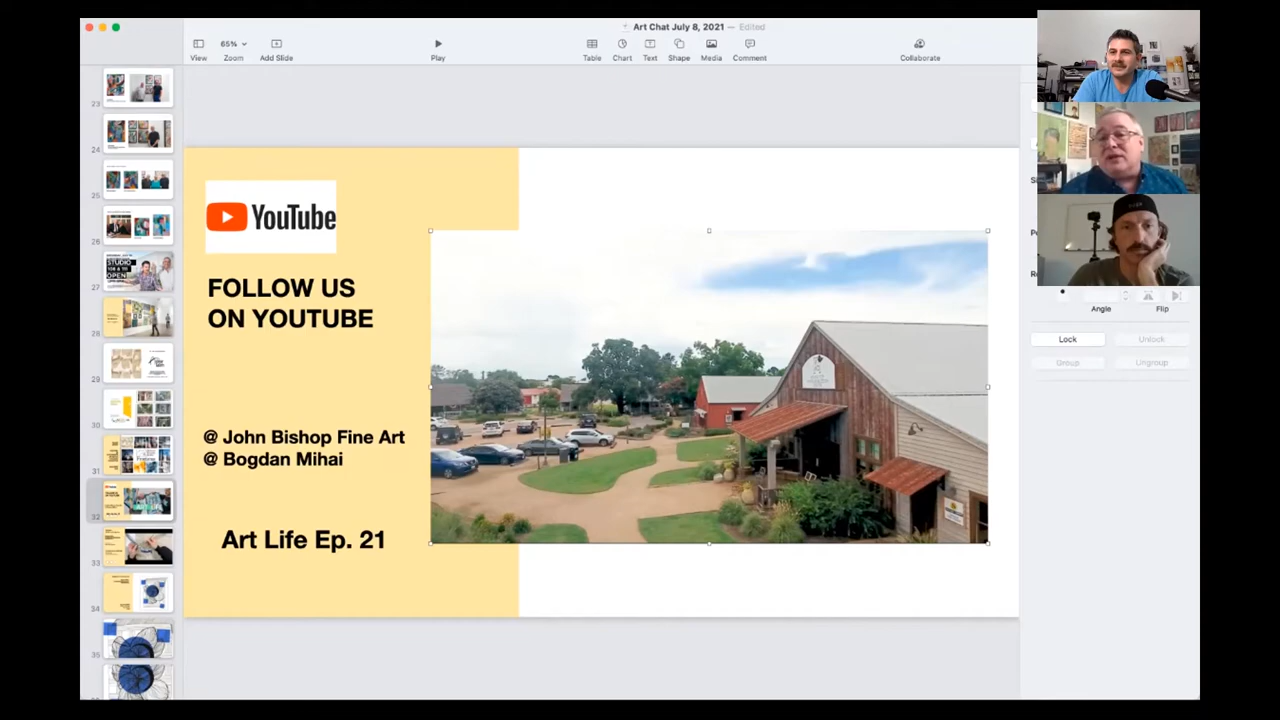 Art Chat July 8, 2021 — Edited
65%
View
Zoom
Add Slide
Play
Table
Chart
Text
Shape
Media
Comment
Collaborate
YouTube
FOLLOW US
ON YOUTUBE
@ John Bishop Fine Art
@ Bogdan Mihai
Art Life Ep. 21
Angle
Flip
Lock
Unlock
Group
Ungroup
23
24
25
26
27
STUDIO
OPEN
28
29
30
31
32
33
34
35